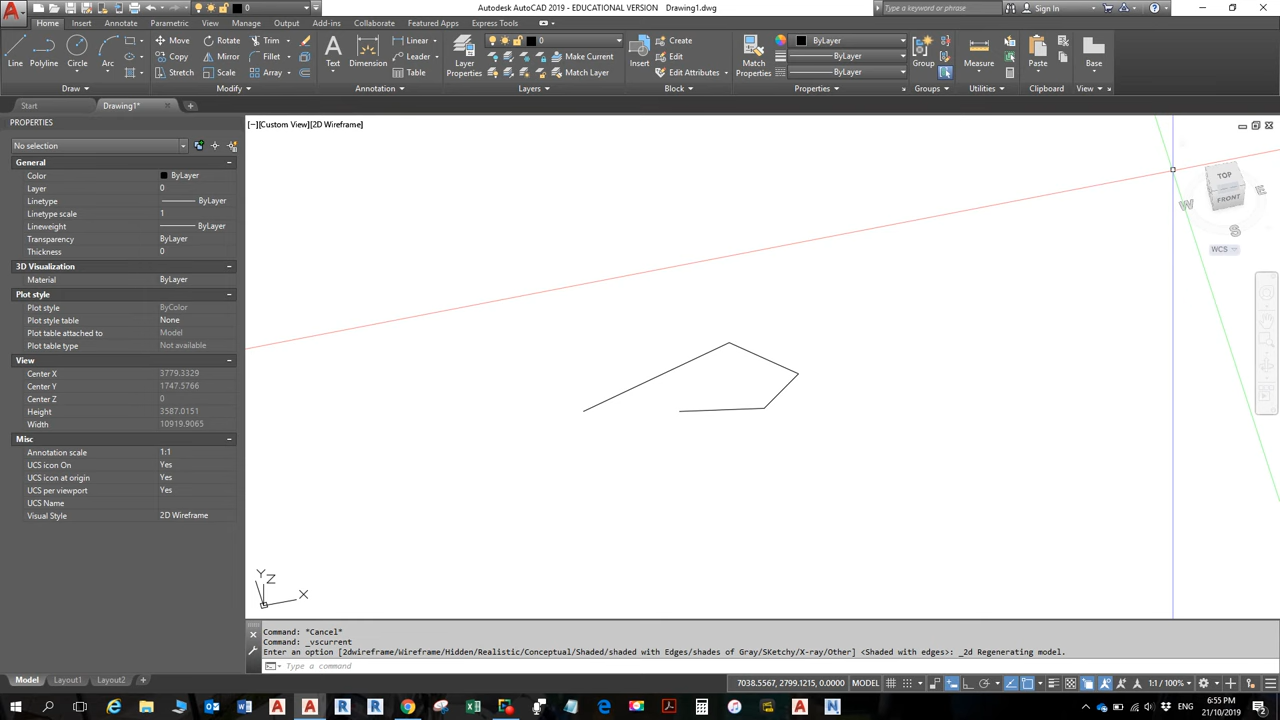 Autodesk AutoCAD 2019 - EDUCATIONAL VERSION Drawing1.dwg
Type a keyword or phrase
Sign In
0
Home Insert Annotate Parametric View Manage Output Add-ins Collaborate Featured Apps Express Tools
Line Polyline Circle Arc
Move Rotate Trim
Copy Mirror Fillet
Stretch Scale Array
Text Dimension
Linear
Leader
Table
Layer Properties
0
Make Current
Match Layer
Insert
Create
Edit
Edit Attributes
Match Properties
ByLayer
ByLayer
ByLayer
Group Measure Paste Base
Draw Modify Annotation Layers Block Properties Groups Utilities Clipboard View
Start Drawing1*
PROPERTIES
[−][Custom View][2D Wireframe]
No selection
General
Color ByLayer
Layer 0
Linetype ByLayer
Linetype scale 1
Lineweight ByLayer
Transparency ByLayer
Thickness 0
3D Visualization
Material ByLayer
Plot style
Plot style ByColor
Plot style table None
Plot table attached to Model
Plot table type Not available
View
Center X 3779.3329
Center Y 1747.5766
Center Z 0
Height 3587.0151
Width 10919.9065
Misc
Annotation scale 1:1
UCS icon On Yes
UCS icon at origin Yes
UCS per viewport Yes
UCS Name
Visual Style 2D Wireframe
TOP
FRONT
W
E
S
WCS
Y
Z
X
Command: *Cancel*
Command: _vscurrent
Enter an option [2dwireframe/Wireframe/Hidden/Realistic/Conceptual/Shaded/shaded with Edges/shades of Gray/SKetchy/X-ray/Other] <Shaded with edges>: _2d Regenerating model.
Type a command
Model Layout1 Layout2
7038.5567, 2799.1215, 0.0000 MODEL
1:1 / 100%
ENG
6:55 PM
21/10/2019